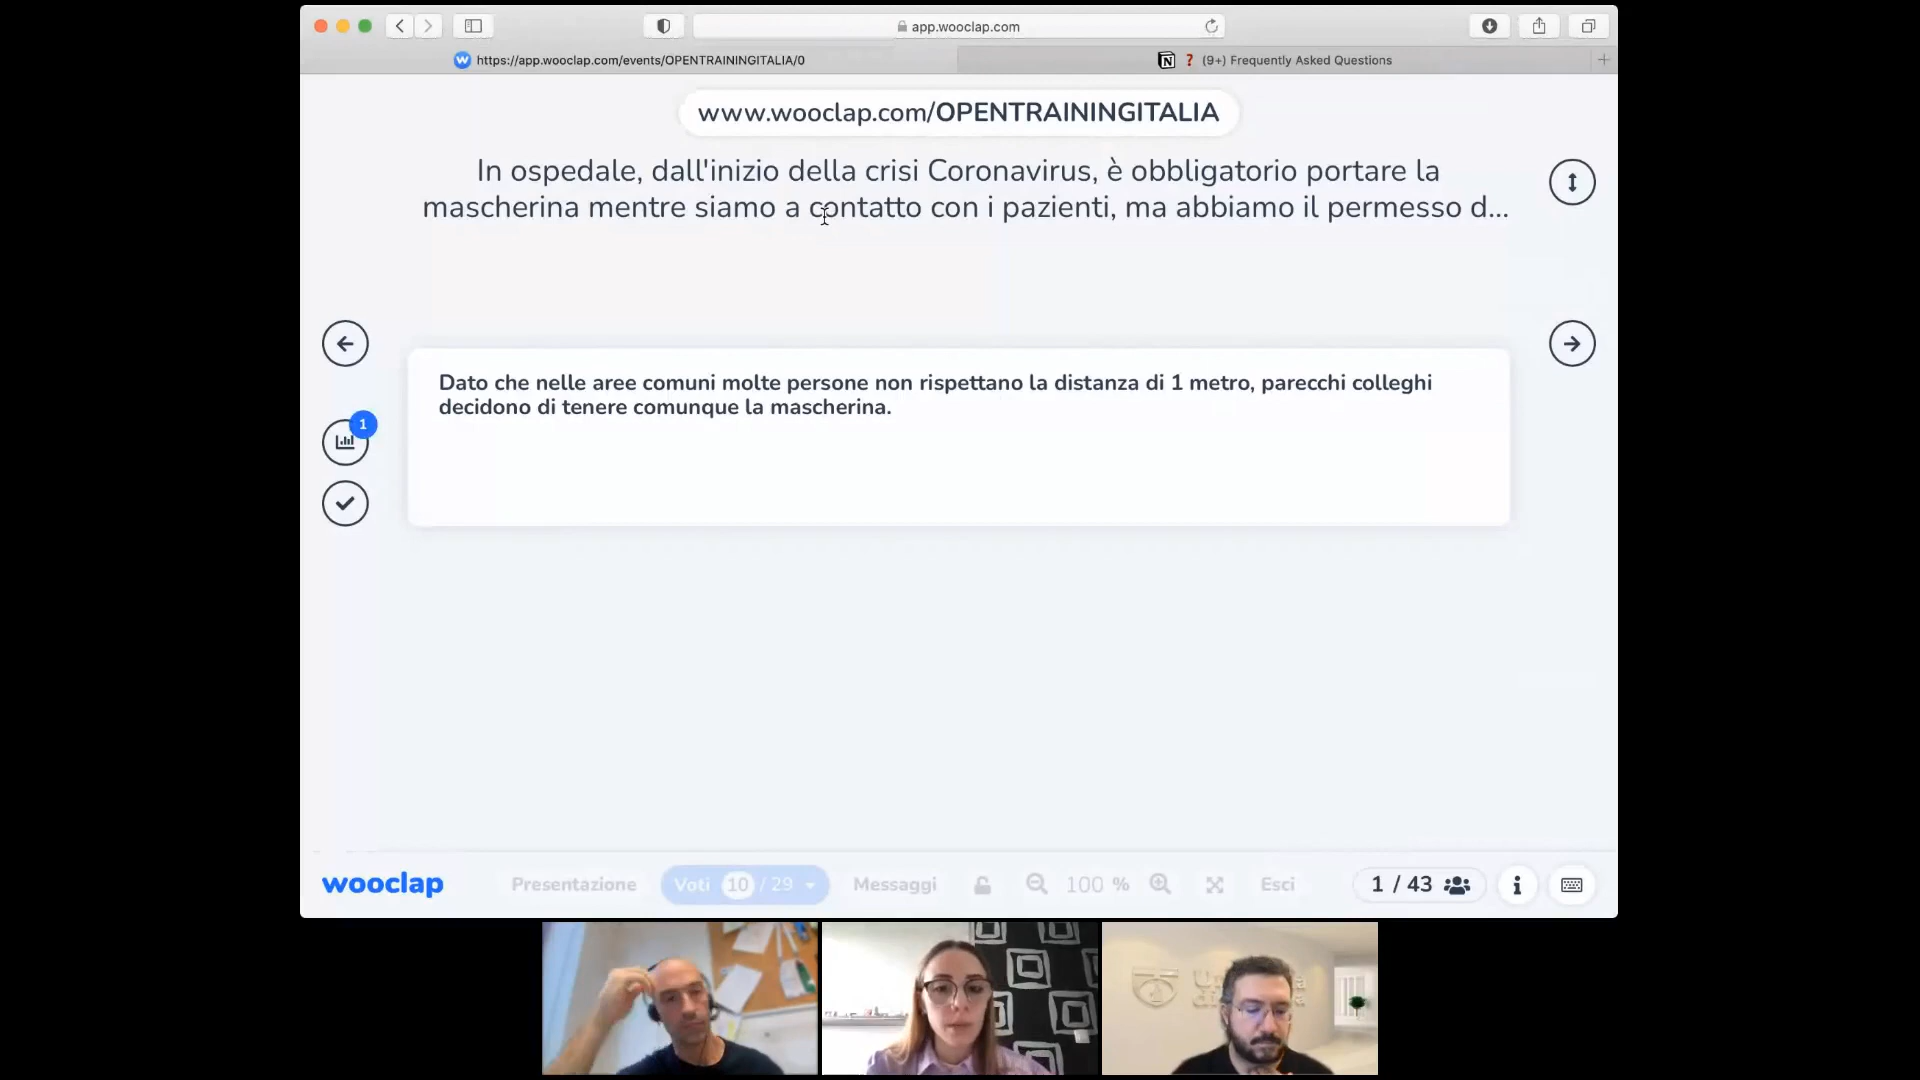 app.wooclap.com
https://app.wooclap.com/events/OPENTRAININGITALIA/0
❓ (9+) Frequently Asked Questions
www.wooclap.com/OPENTRAININGITALIA
In ospedale, dall'inizio della crisi Coronavirus, è obbligatorio portare la
mascherina mentre siamo a contatto con i pazienti, ma abbiamo il permesso d...
Dato che nelle aree comuni molte persone non rispettano la distanza di 1 metro, parecchi colleghi
decidono di tenere comunque la mascherina.
1
wooclap Presentazione Voti 10 / 29 Messaggi 100 % Esci 1 / 43